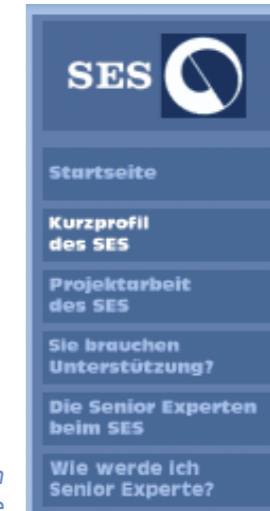 SES
Startseite
Kurzprofil
des SES
Projektarbeit
des SES
Sie brauchen
Unterstützung?
Die Senior Experten
beim SES
Wie werde ich
Senior Experte?